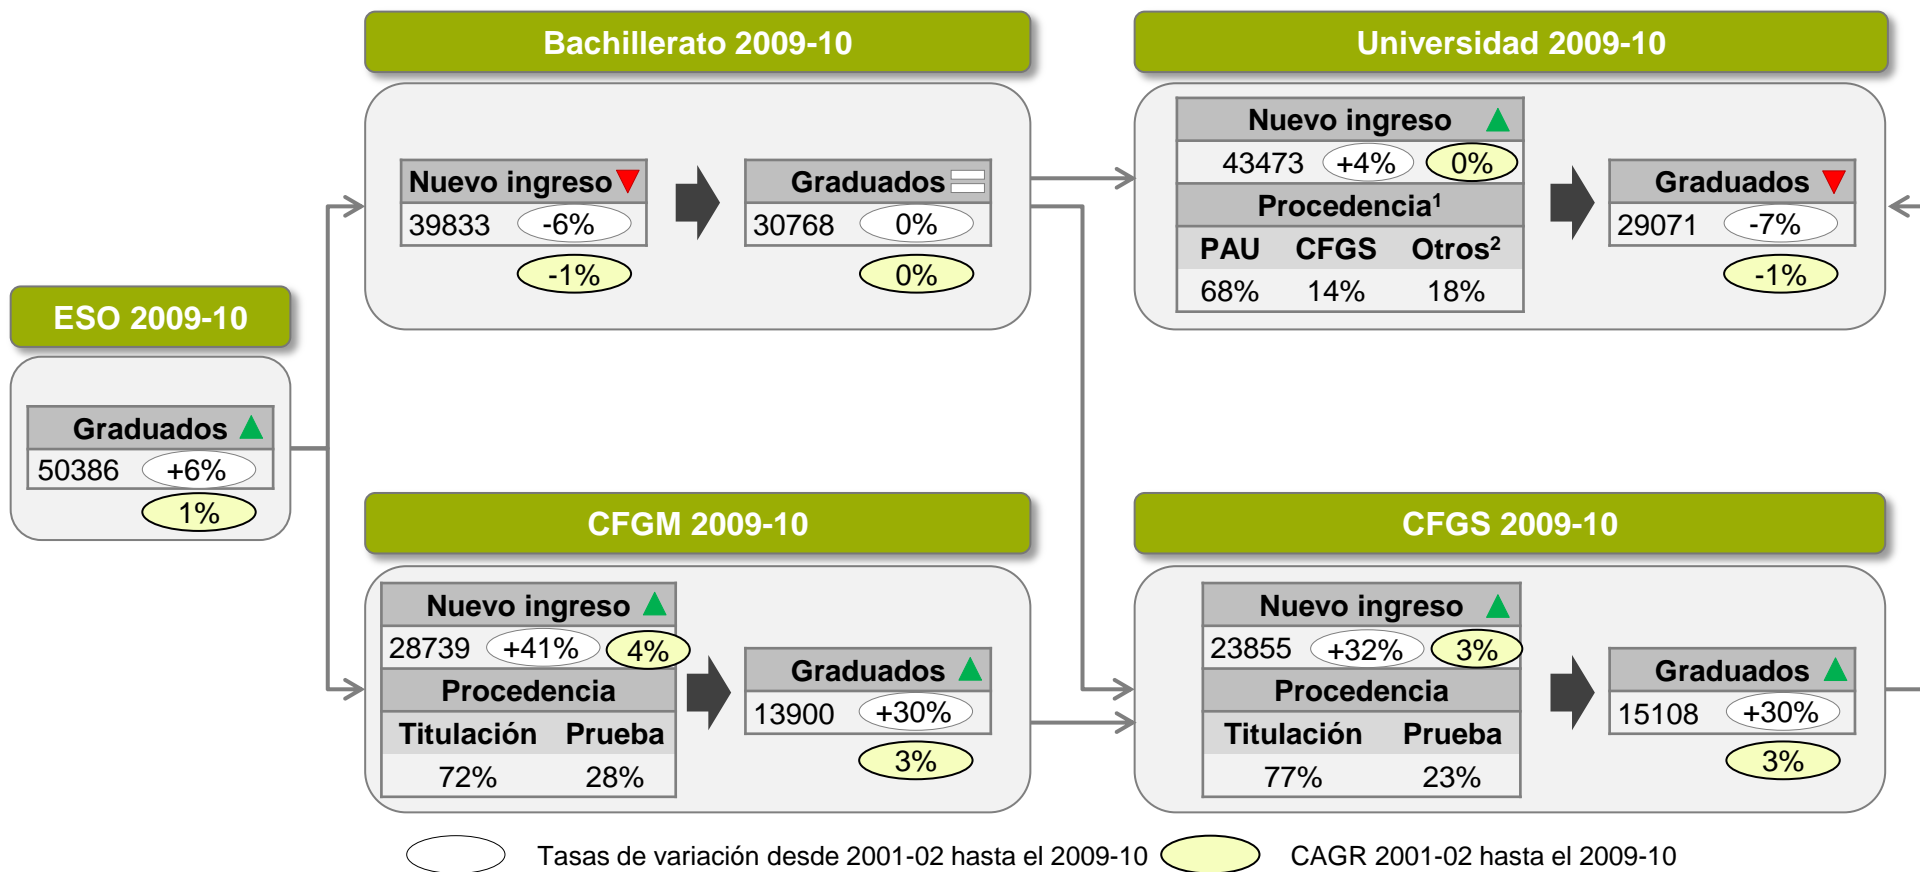 Bachillerato 2009-10
Nuevo ingreso
39833 -6%
-1%
Graduados
30768 0%
0%
Universidad 2009-10
Nuevo ingreso
43473 +4% 0%
Procedencia¹
PAU CFGS Otros²
68% 14% 18%
Graduados
29071 -7%
-1%
ESO 2009-10
Graduados
50386 +6%
1%
CFGM 2009-10
Nuevo ingreso
28739 +41% 4%
Procedencia
Titulación Prueba
72% 28%
Graduados
13900 +30%
3%
CFGS 2009-10
Nuevo ingreso
23855 +32% 3%
Procedencia
Titulación Prueba
77% 23%
Graduados
15108 +30%
3%
Tasas de variación desde 2001-02 hasta el 2009-10
CAGR 2001-02 hasta el 2009-10